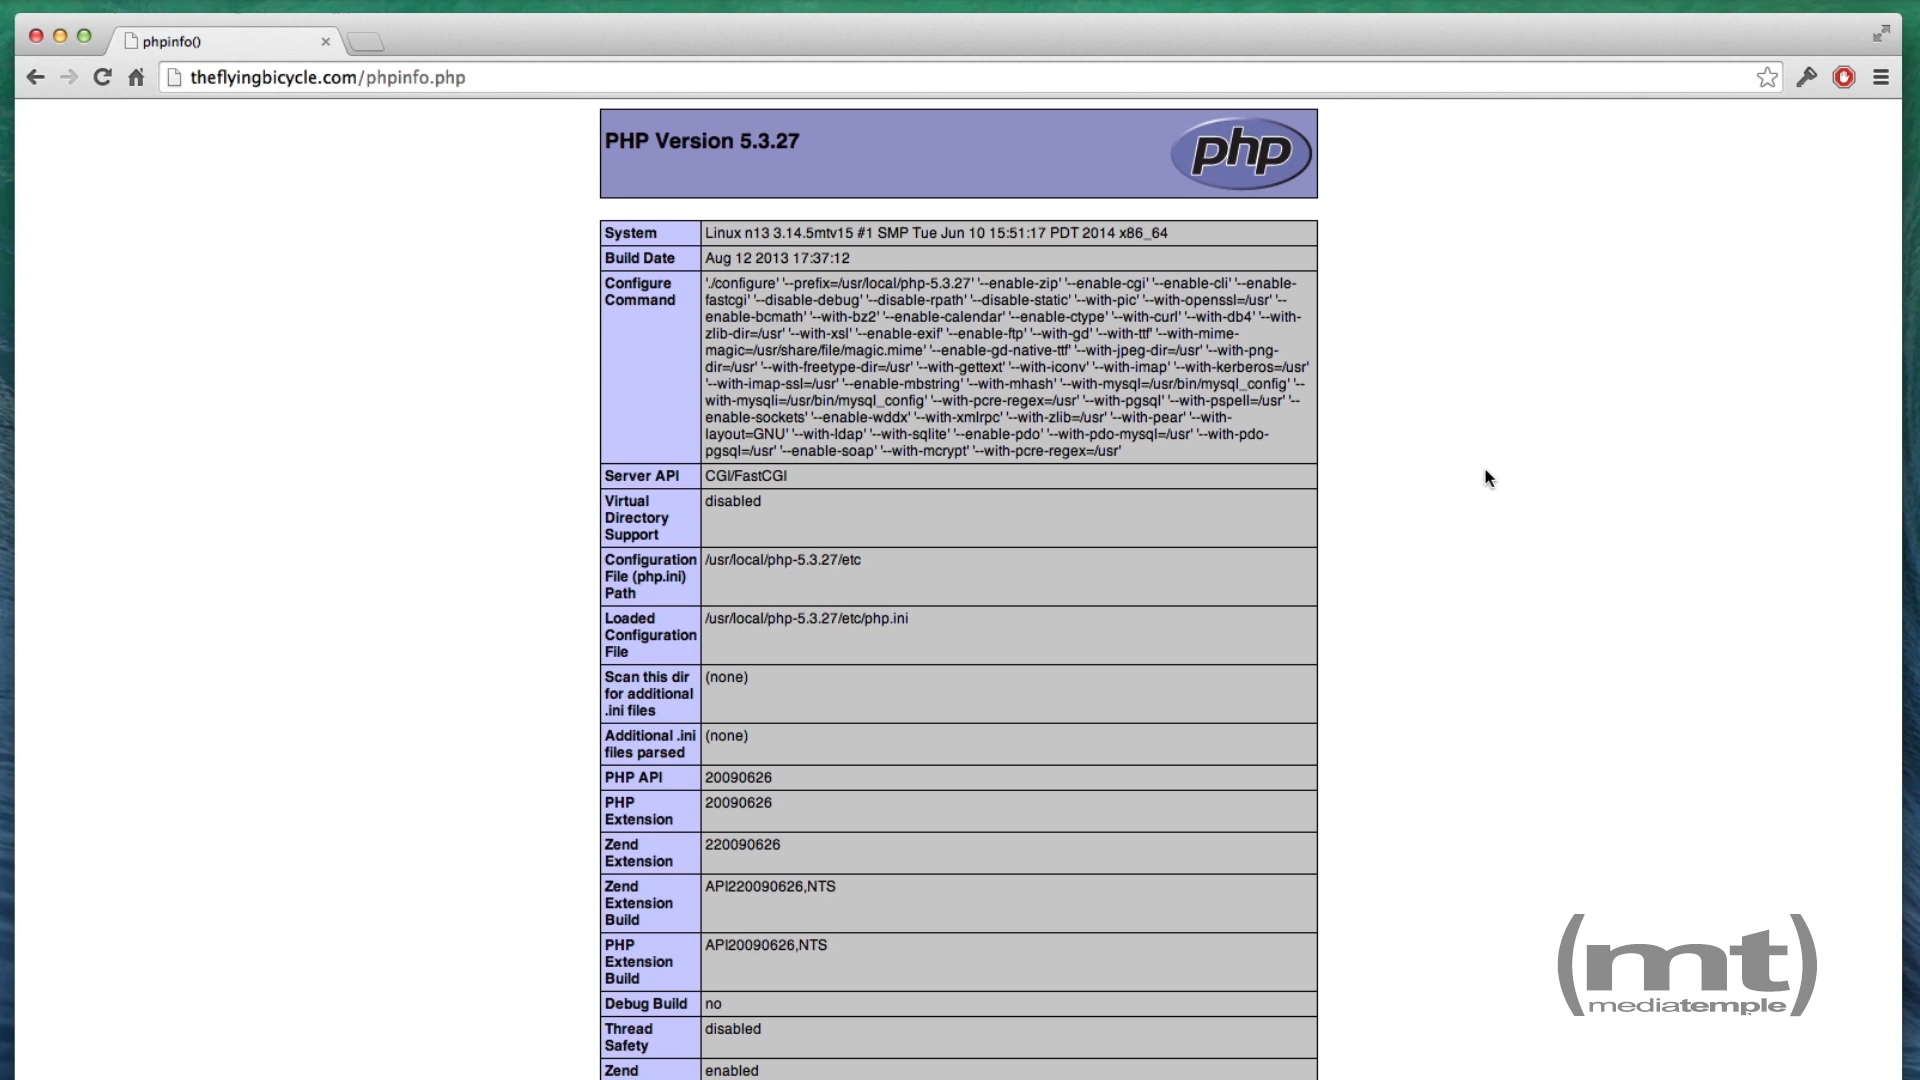 phpinfo()
theflyingbicycle.com/phpinfo.php
PHP Version 5.3.27
php
System
Linux n13 3.14.5mtv15 #1 SMP Tue Jun 10 15:51:17 PDT 2014 x86_64
Build Date
Aug 12 2013 17:37:12
Configure
Command
'./configure' '--prefix=/usr/local/php-5.3.27' '--enable-zip' '--enable-cgi' '--enable-cli' '--enable-
fastcgi' '--disable-debug' '--disable-rpath' '--disable-static' '--with-pic' '--with-openssl=/usr' '--
enable-bcmath' '--with-bz2' '--enable-calendar' '--enable-ctype' '--with-curl' '--with-db4' '--with-
zlib-dir=/usr' '--with-xsl' '--enable-exif' '--enable-ftp' '--with-gd' '--with-ttf' '--with-mime-
magic=/usr/share/file/magic.mime' '--enable-gd-native-ttf' '--with-jpeg-dir=/usr' '--with-png-
dir=/usr' '--with-freetype-dir=/usr' '--with-gettext' '--with-iconv' '--with-imap' '--with-kerberos=/usr'
'--with-imap-ssl=/usr' '--enable-mbstring' '--with-mhash' '--with-mysql=/usr/bin/mysql_config' '--
with-mysqli=/usr/bin/mysql_config' '--with-pcre-regex=/usr' '--with-pgsql' '--with-pspell=/usr' '--
enable-sockets' '--enable-wddx' '--with-xmlrpc' '--with-zlib=/usr' '--with-pear' '--with-
layout=GNU' '--with-ldap' '--with-sqlite' '--enable-pdo' '--with-pdo-mysql=/usr' '--with-pdo-
pgsql=/usr' '--enable-soap' '--with-mcrypt' '--with-pcre-regex=/usr'
Server API
CGI/FastCGI
Virtual
Directory
Support
disabled
Configuration
File (php.ini)
Path
/usr/local/php-5.3.27/etc
Loaded
Configuration
File
/usr/local/php-5.3.27/etc/php.ini
Scan this dir
for additional
.ini files
(none)
Additional .ini
files parsed
(none)
PHP API
20090626
PHP
Extension
20090626
Zend
Extension
220090626
Zend
Extension
Build
API220090626,NTS
PHP
Extension
Build
API20090626,NTS
Debug Build
no
Thread
Safety
disabled
Zend
enabled
(mt)
mediatemple